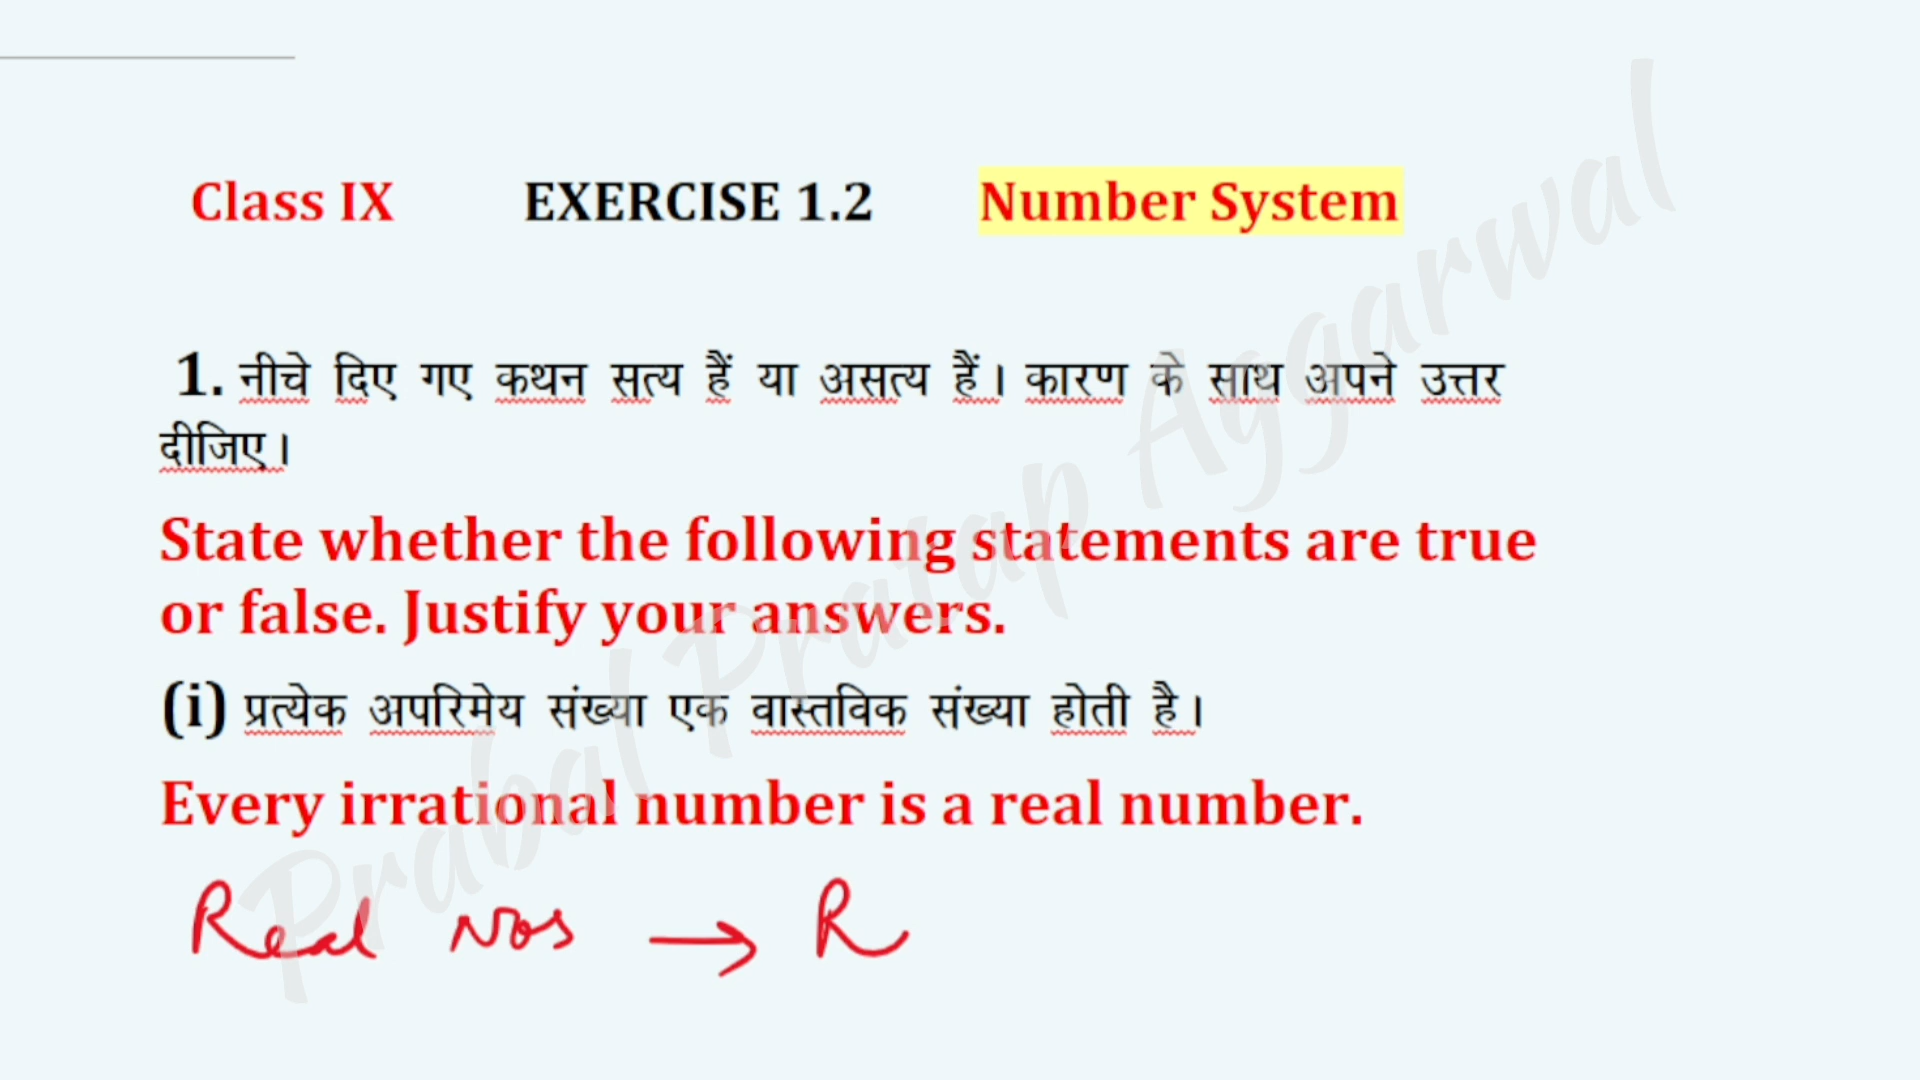 Class IX EXERCISE 1.2 Number System
1. नीचे दिए गए कथन सत्य हैं या असत्य हैं। कारण के साथ अपने उत्तर
दीजिए।
State whether the following statements are true
or false. Justify your answers.
(i) प्रत्येक अपरिमेय संख्या एक वास्तविक संख्या होती है।
Every irrational number is a real number.
Real Nos → R
Prabal Pratap Aggarwal